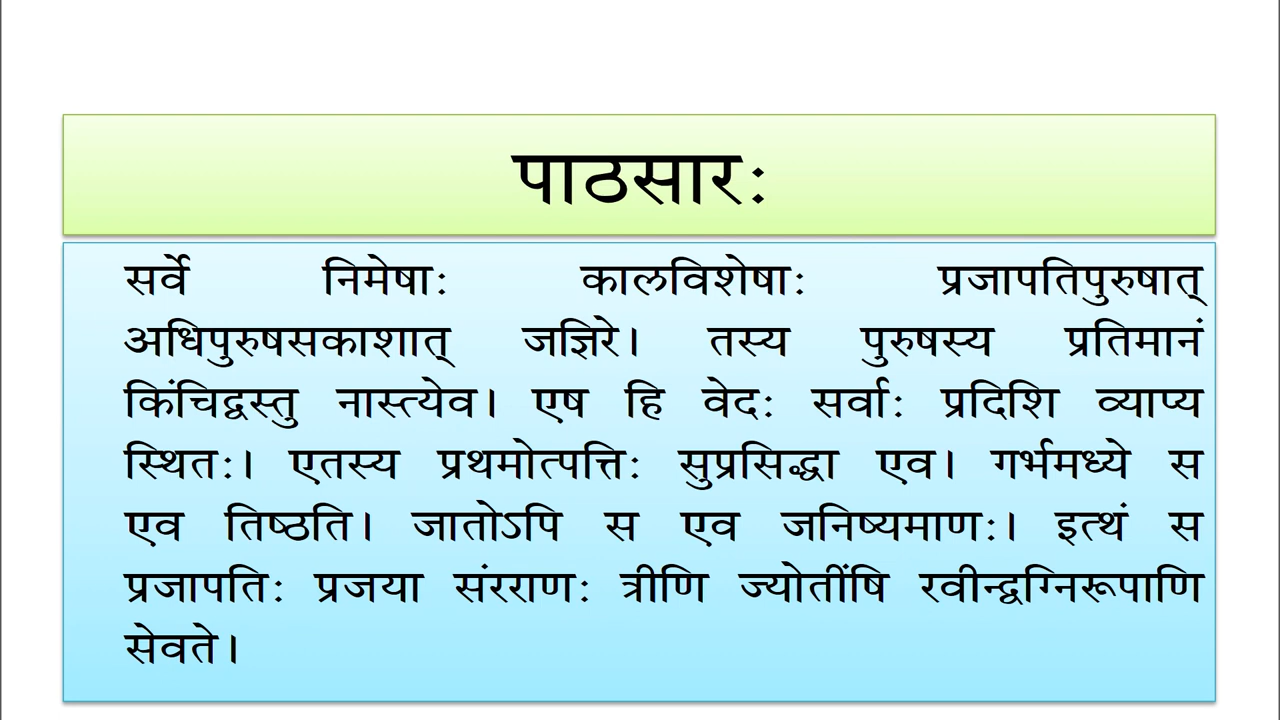 पाठसारः
सर्वे निमेषाः कालविशेषाः प्रजापतिपुरुषात्
अधिपुरुषसकाशात् जज्ञिरे। तस्य पुरुषस्य प्रतिमानं
किंचिद्वस्तु नास्त्येव। एष हि वेदः सर्वाः प्रदिशि व्याप्य
स्थितः। एतस्य प्रथमोत्पत्तिः सुप्रसिद्धा एव। गर्भमध्ये स
एव तिष्ठति। जातोऽपि स एव जनिष्यमाणः। इत्थं स
प्रजापतिः प्रजया संरराणः त्रीणि ज्योतींषि रवीन्द्वग्निरूपाणि
सेवते।